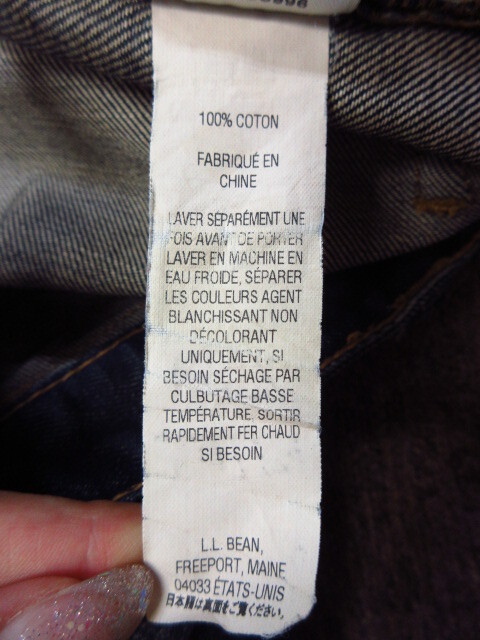 100% COTON
FABRIQUÉ EN
CHINE
LAVER SÉPARÉMENT UNE
FOIS AVANT DE PORTER
LAVER EN MACHINE EN
EAU FROIDE, SÉPARER
LES COULEURS AGENT
BLANCHISSANT NON
DÉCOLORANT
UNIQUEMENT, SI
BESOIN SÉCHAGE PAR
CULBUTAGE BASSE
TEMPÉRATURE SORTIR
RAPIDEMENT FER CHAUD
SI BESOIN
L.L. BEAN,
FREEPORT, MAINE
04033 ÉTATS-UNIS
日本語は裏面をご覧ください。